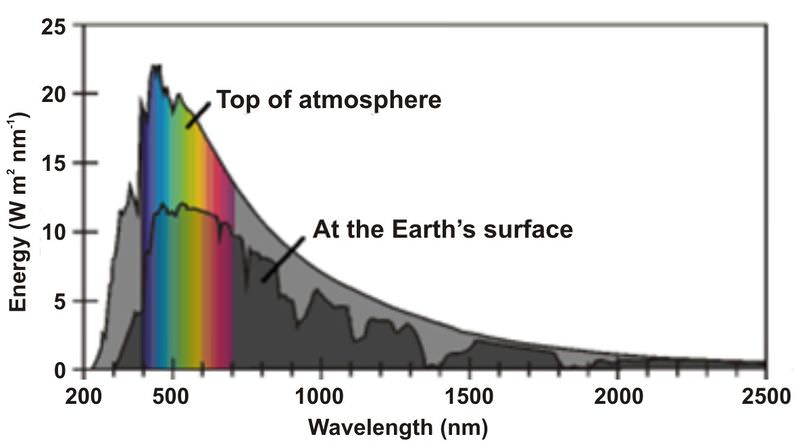 25
20
15
10
5
0
Energy (W m² nm⁻¹)
Top of atmosphere
At the Earth’s surface
200 500 1000 1500 2000 2500
Wavelength (nm)